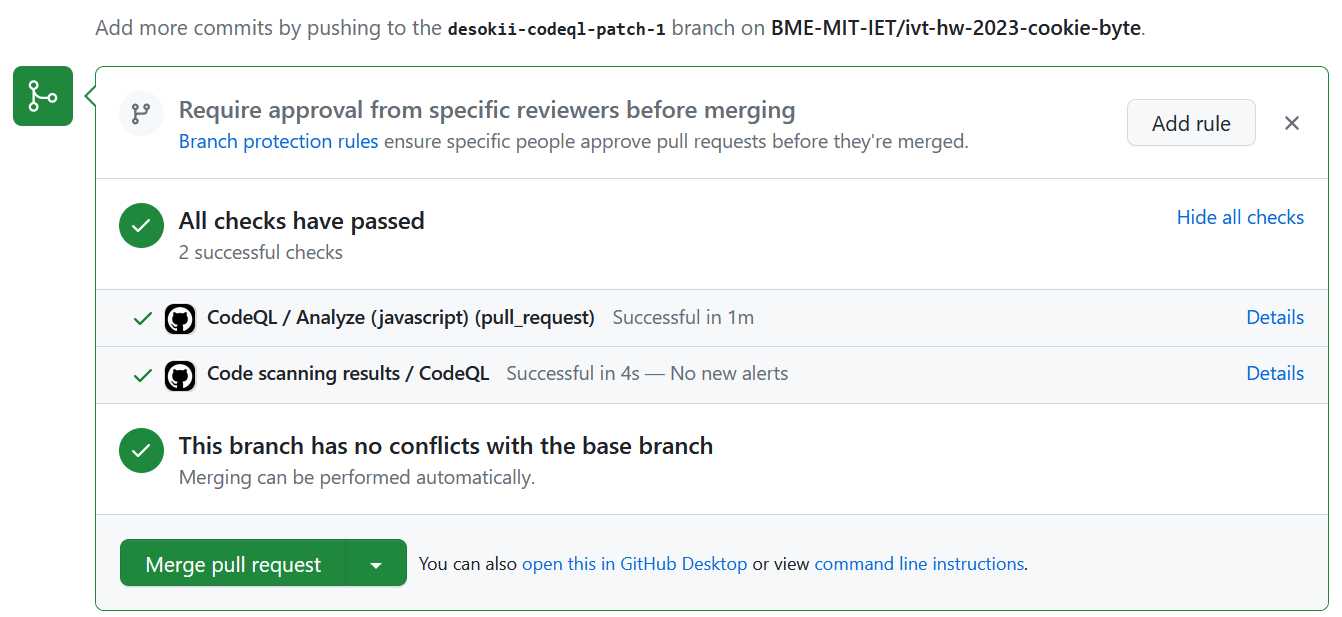 Add more commits by pushing to the desokii-codeql-patch-1 branch on BME-MIT-IET/ivt-hw-2023-cookie-byte.
Require approval from specific reviewers before merging
Branch protection rules ensure specific people approve pull requests before they're merged.
Add rule
All checks have passed
2 successful checks
Hide all checks
CodeQL / Analyze (javascript) (pull_request) Successful in 1m
Details
Code scanning results / CodeQL Successful in 4s — No new alerts
Details
This branch has no conflicts with the base branch
Merging can be performed automatically.
Merge pull request
You can also open this in GitHub Desktop or view command line instructions.